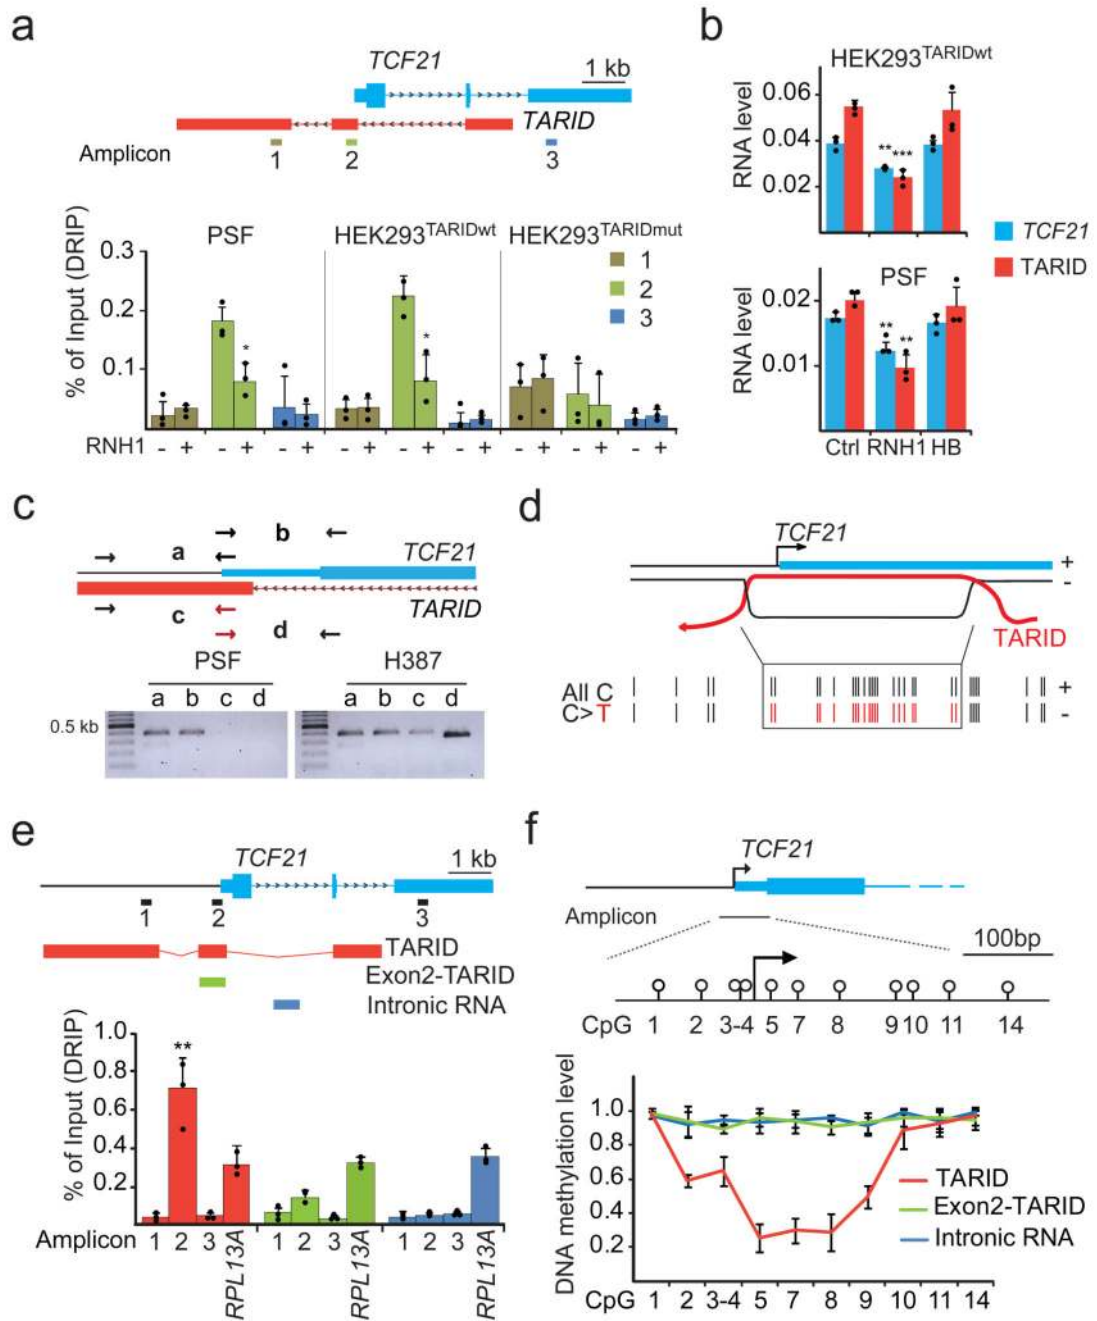 a
TCF21
1 kb
TARID
Amplicon
1 2 3
% of Input (DRIP)
0.3
0.2
0.1
PSF
HEK293TARIDwt
HEK293TARIDmut
1
2
3
*
*
RNH1 - + - + - + - + - + - + - + - + - +
b
HEK293TARIDwt
RNA level
0.06
0.04
0.02
** ***
TCF21
TARID
PSF
RNA level
0.02
0.01
** **
Ctrl RNH1 HB
c
b
a
TCF21
TARID
c
d
PSF H387
a b c d a b c d
0.5 kb
d
TCF21
+
-
TARID
All C +
C>T -
e
TCF21
1 kb
1 2 3
TARID
Exon2-TARID
Intronic RNA
% of Input (DRIP)
1.0
0.8
0.6
0.4
0.2
**
Amplicon 1 2 3 RPL13A 1 2 3 RPL13A 1 2 3 RPL13A
f
TCF21
Amplicon
100bp
CpG 1 2 3-4 5 7 8 9 10 11 14
DNA methylation level
1.0
0.8
0.6
0.4
0.2
TARID
Exon2-TARID
Intronic RNA
CpG 1 2 3-4 5 7 8 9 10 11 14